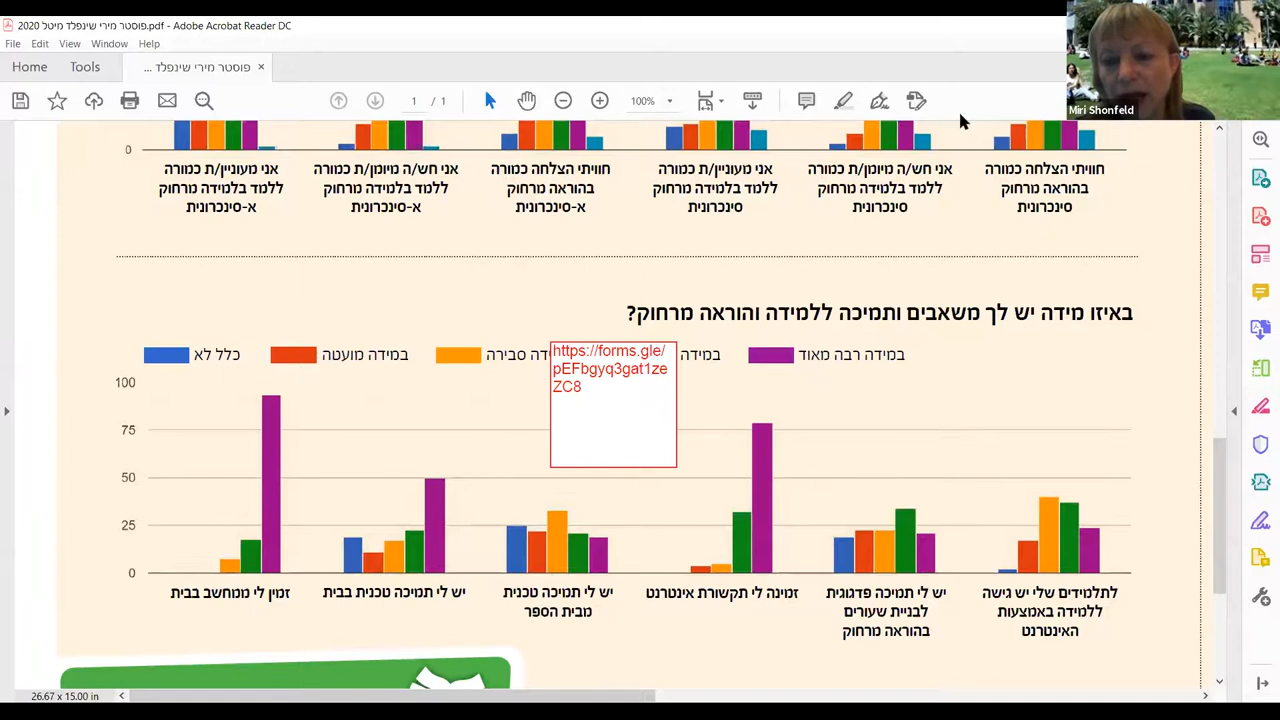 פוסטר מירי שינפלד מיטל 2020.pdf - Adobe Acrobat Reader DC
File Edit View Window Help
Home Tools פוסטר מירי שינפלד ... ×
1 / 1 100%
Miri Shonfeld
0
חוויתי הצלחה כמורה
בהוראה מרחוק
סינכרונית
אני חש/ה מיומן/ת כמורה
ללמד בלמידה מרחוק
סינכרונית
אני מעוניין/ת כמורה
ללמד בלמידה מרחוק
סינכרונית
חוויתי הצלחה כמורה
בהוראה מרחוק
א-סינכרונית
אני חש/ה מיומן/ת כמורה
ללמד בלמידה מרחוק
א-סינכרונית
אני מעוניין/ת כמורה
ללמד בלמידה מרחוק
א-סינכרונית
באיזו מידה יש לך משאבים ותמיכה ללמידה והוראה מרחוק?
כלל לא
במידה מועטה
סבירה
במידה
במידה רבה מאוד
https://forms.gle/
pEFbgyq3gat1ze
ZC8
100
75
50
25
0
לתלמידים שלי יש גישה
ללמידה באמצעות
האינטרנט
יש לי תמיכה פדגוגית
לבניית שעורים
בהוראה מרחוק
זמינה לי תקשורת אינטרנט
יש לי תמיכה טכנית
מבית הספר
יש לי תמיכה טכנית בבית
זמין לי ממחשב בבית
26.67 x 15.00 in